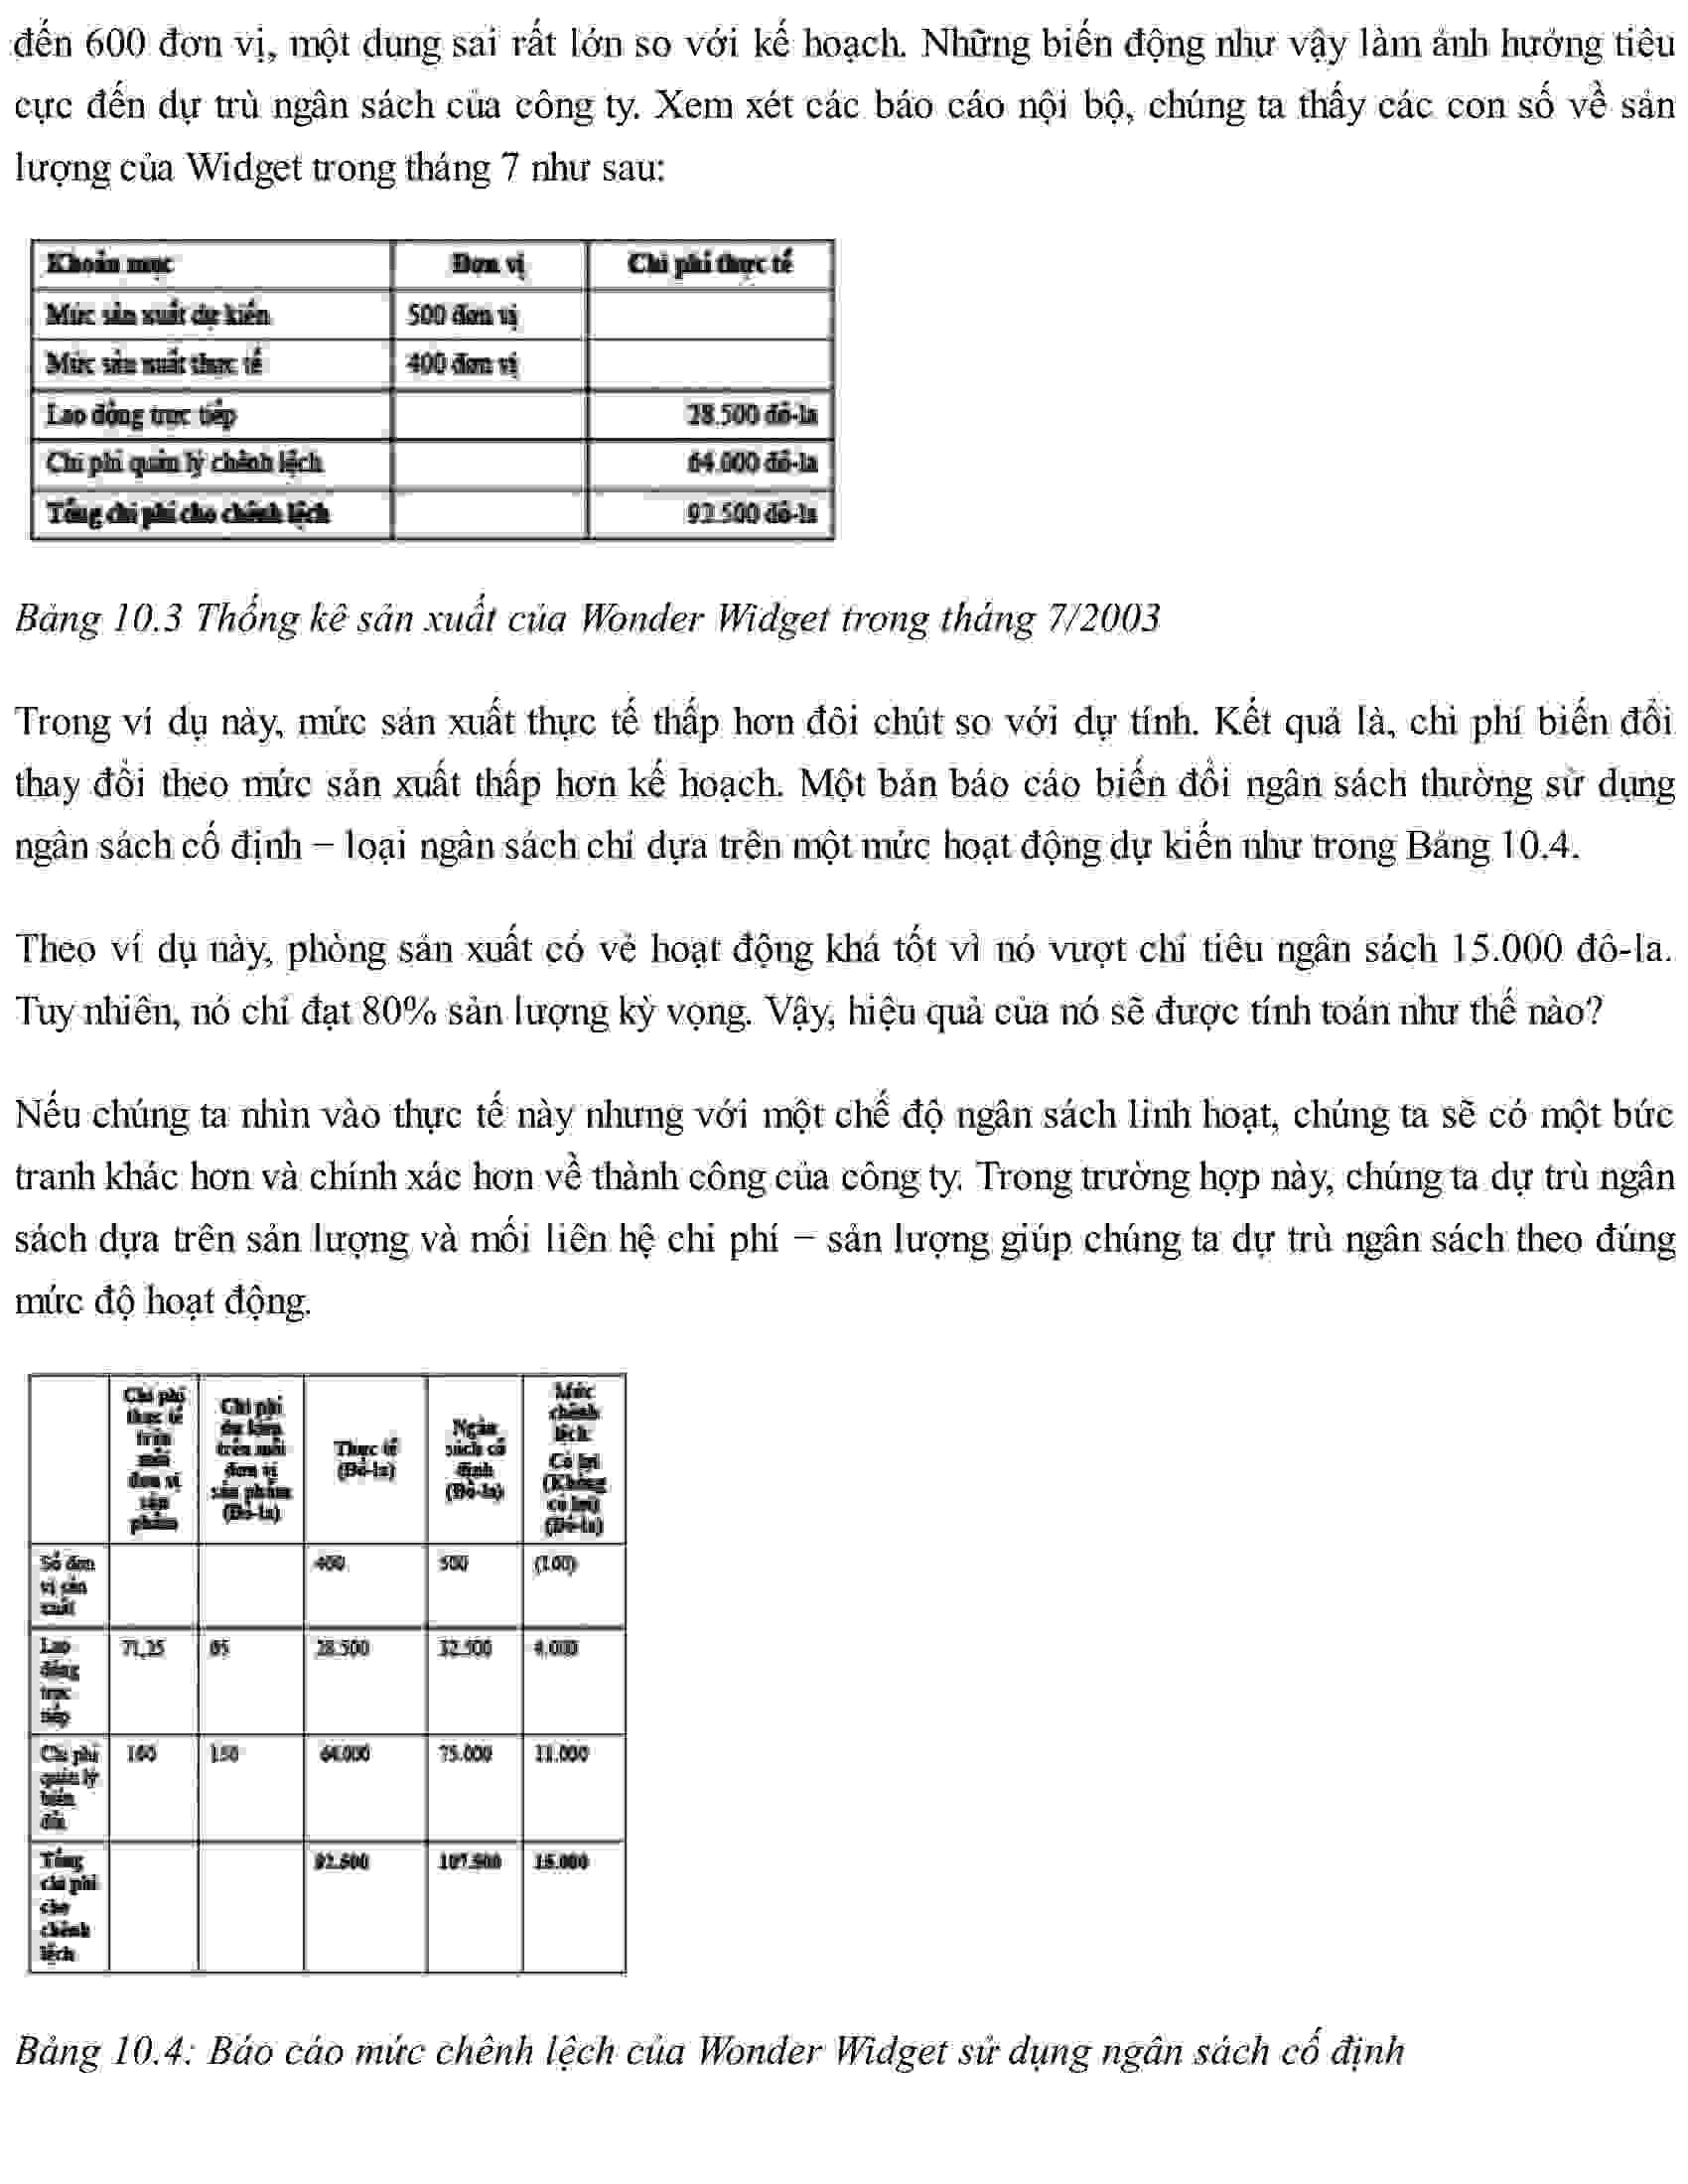 đến 600 đơn vị, một dung sai rất lớn so với kế hoạch. Những biến động như vậy làm ảnh hưởng tiêu
cực đến dự trù ngân sách của công ty. Xem xét các báo cáo nội bộ, chúng ta thấy các con số về sản
lượng của Widget trong tháng 7 như sau:
Khoản mục Đơn vị Chi phí thực tế
Mức sản xuất dự kiến 500 đơn vị
Mức sản xuất thực tế 400 đơn vị
Lao động trực tiếp 28.500 đô-la
Chi phí quản lý chênh lệch 64.000 đô-la
Tổng chi phí cho chênh lệch 92.500 đô-la
Bảng 10.3 Thống kê sản xuất của Wonder Widget trong tháng 7/2003
Trong ví dụ này, mức sản xuất thực tế thấp hơn đôi chút so với dự tính. Kết quả là, chi phí biến đổi
thay đổi theo mức sản xuất thấp hơn kế hoạch. Một bản báo cáo biến đổi ngân sách thường sử dụng
ngân sách cố định – loại ngân sách chỉ dựa trên một mức hoạt động dự kiến như trong Bảng 10.4.
Theo ví dụ này, phòng sản xuất có vẻ hoạt động khá tốt vì nó vượt chỉ tiêu ngân sách 15.000 đô-la.
Tuy nhiên, nó chỉ đạt 80% sản lượng kỳ vọng. Vậy, hiệu quả của nó sẽ được tính toán như thế nào?
Nếu chúng ta nhìn vào thực tế này nhưng với một chế độ ngân sách linh hoạt, chúng ta sẽ có một bức
tranh khác hơn và chính xác hơn về thành công của công ty. Trong trường hợp này, chúng ta dự trù ngân
sách dựa trên sản lượng và mối liên hệ chi phí – sản lượng giúp chúng ta dự trù ngân sách theo đúng
mức độ hoạt động.
Chi phí
thực tế
trên
mỗi
đơn vị
sản
phẩm
Chi phí
dự kiến
trên mỗi
đơn vị
sản phẩm
(Đô-la)
Thực tế
(Đô-la)
Ngân
sách cố
định
(Đô-la)
Mức
chênh
lệch:
Có lợi
(Không
có lợi)
(Đô-la)
Số đơn
vị sản
xuất
400 500 (100)
Lao
động
trực
tiếp
71,25 65 28.500 32.500 4.000
Chi phí
quản lý
biến
đổi
160 150 64.000 75.000 11.000
Tổng
chi phí
cho
chênh
lệch
92.500 107.500 15.000
Bảng 10.4: Báo cáo mức chênh lệch của Wonder Widget sử dụng ngân sách cố định